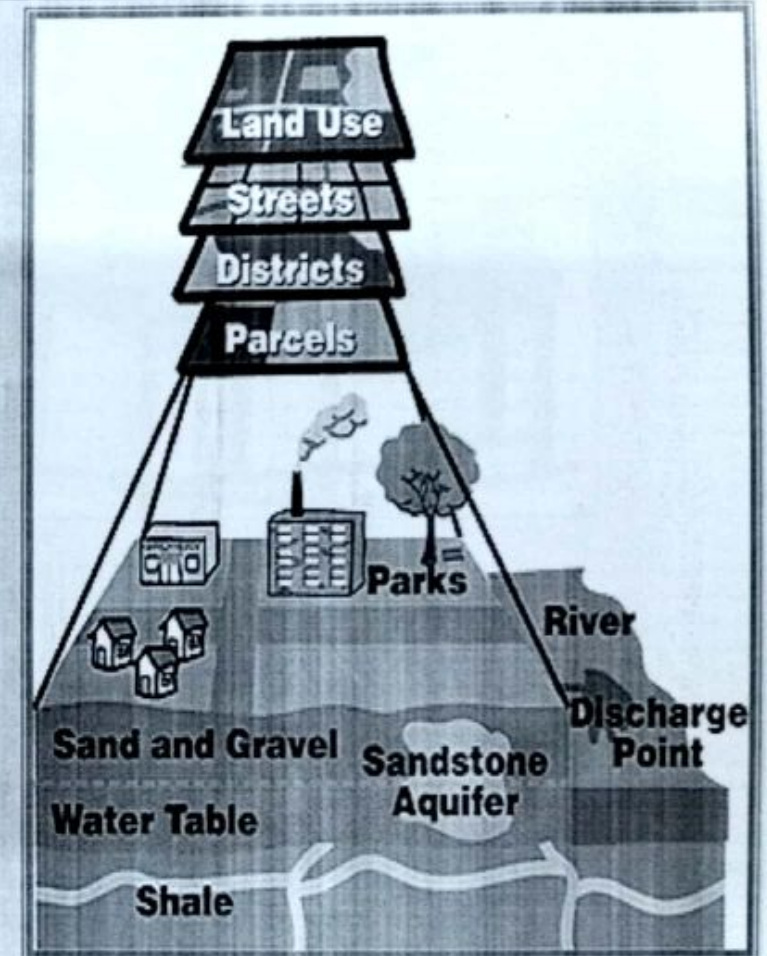 Land Use
Streets
Districts
Parcels
Parks
River
Discharge
Point
Sand and Gravel
Sandstone
Aquifer
Water Table
Shale